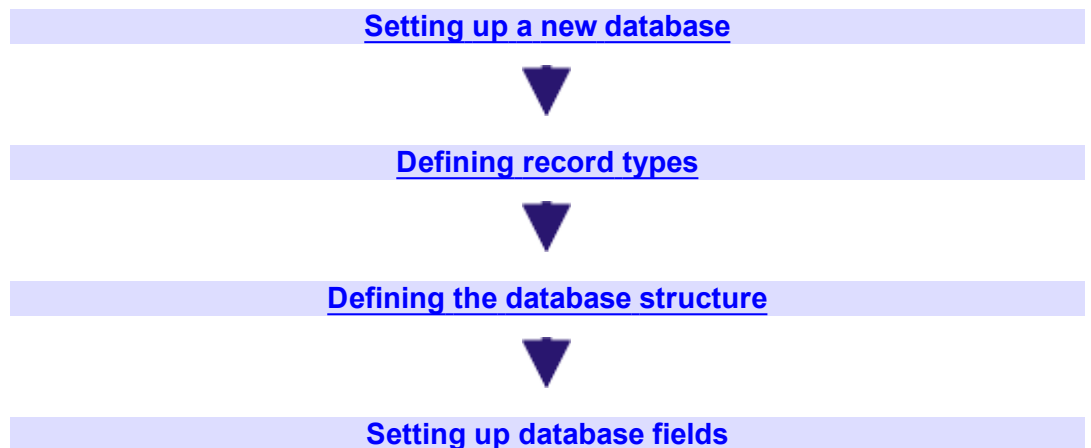 Setting up a new database
Defining record types
Defining the database structure
Setting up database fields